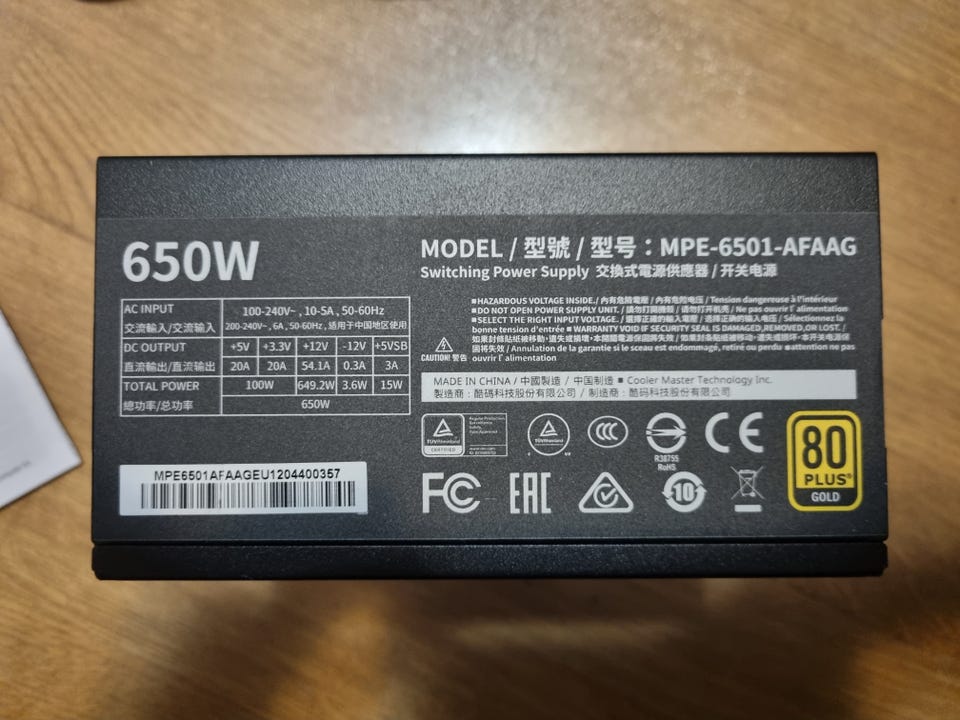 650W
MODEL / 型號 / 型号：MPE-6501-AFAAG
Switching Power Supply 交換式電源供應器 / 开关电源
AC INPUT 100-240V~ , 10-5A , 50-60Hz
交流輸入/交流输入 200-240V~ , 6A , 50-60Hz , 适用于中国地区使用
DC OUTPUT +5V +3.3V +12V -12V +5VSB
直流輸出/直流输出 20A 20A 54.1A 0.3A 3A
TOTAL POWER 100W 649.2W 3.6W 15W
總功率/总功率 650W
■HAZARDOUS VOLTAGE INSIDE./ 內有危險電壓 / 内有危险电压 / Tension dangereuse à l'intérieur
■DO NOT OPEN POWER SUPPLY UNIT. / 請勿打開機殼 / 请勿打开机壳 / Ne pas ouvrir l' alimentation
■SELECT THE RIGHT INPUT VOLTAGE. / 選擇正確的輸入電壓 / 选择正确的输入电压 / Sélectionnez la
bonne tension d'entrée ■ WARRANTY VOID IF SECURITY SEAL IS DAMAGED,REMOVED,OR LOST. /
如果封條貼紙被移動，遺失或損壞，本開關電源保固將失效 / 如果封条贴纸被移动，遗失或损坏，本开关电源保
固将失效 / Annulation de la garantie si le sceau est endommagé, retiré ou perdu ■attention ne pas
ouvrir l' alimentation
CAUTION! 警告
MADE IN CHINA / 中國製造 / 中国制造 ■ Cooler Master Technology Inc.
製造商：酷碼科技股份有限公司 / 制造商：酷码科技股份有限公司
TÜVRheinland
CERTIFIED
TÜVRheinland
CCC
R38755
RoHS
CE
80
PLUS®
GOLD
MPE6501AFAAGEU1204400357
FC
EAC
10